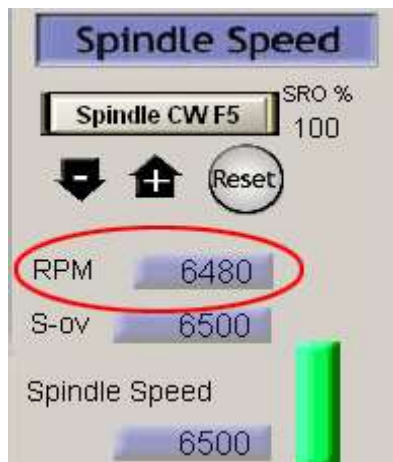 Spindle Speed
Spindle CW F5
SRO %
100
-
+
Reset
RPM 6480
S-ov 6500
Spindle Speed
6500